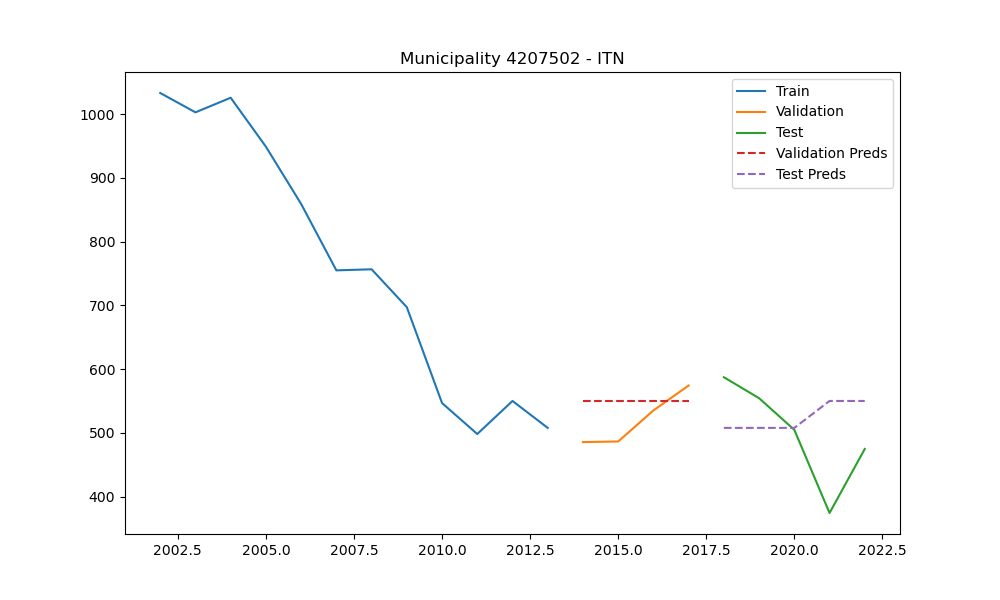 Municipality 4207502 - ITN
Train
Validation
Test
Validation Preds
Test Preds
1000
900
800
700
600
500
400
2002.5 2005.0 2007.5 2010.0 2012.5 2015.0 2017.5 2020.0 2022.5